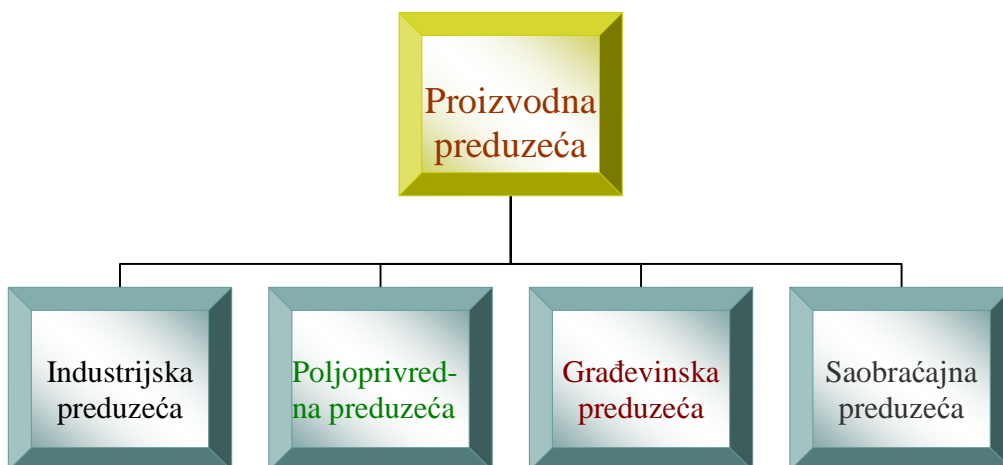 Proizvodna
preduzeća
Industrijska
preduzeća
Poljoprivred-
na preduzeća
Građevinska
preduzeća
Saobraćajna
preduzeća